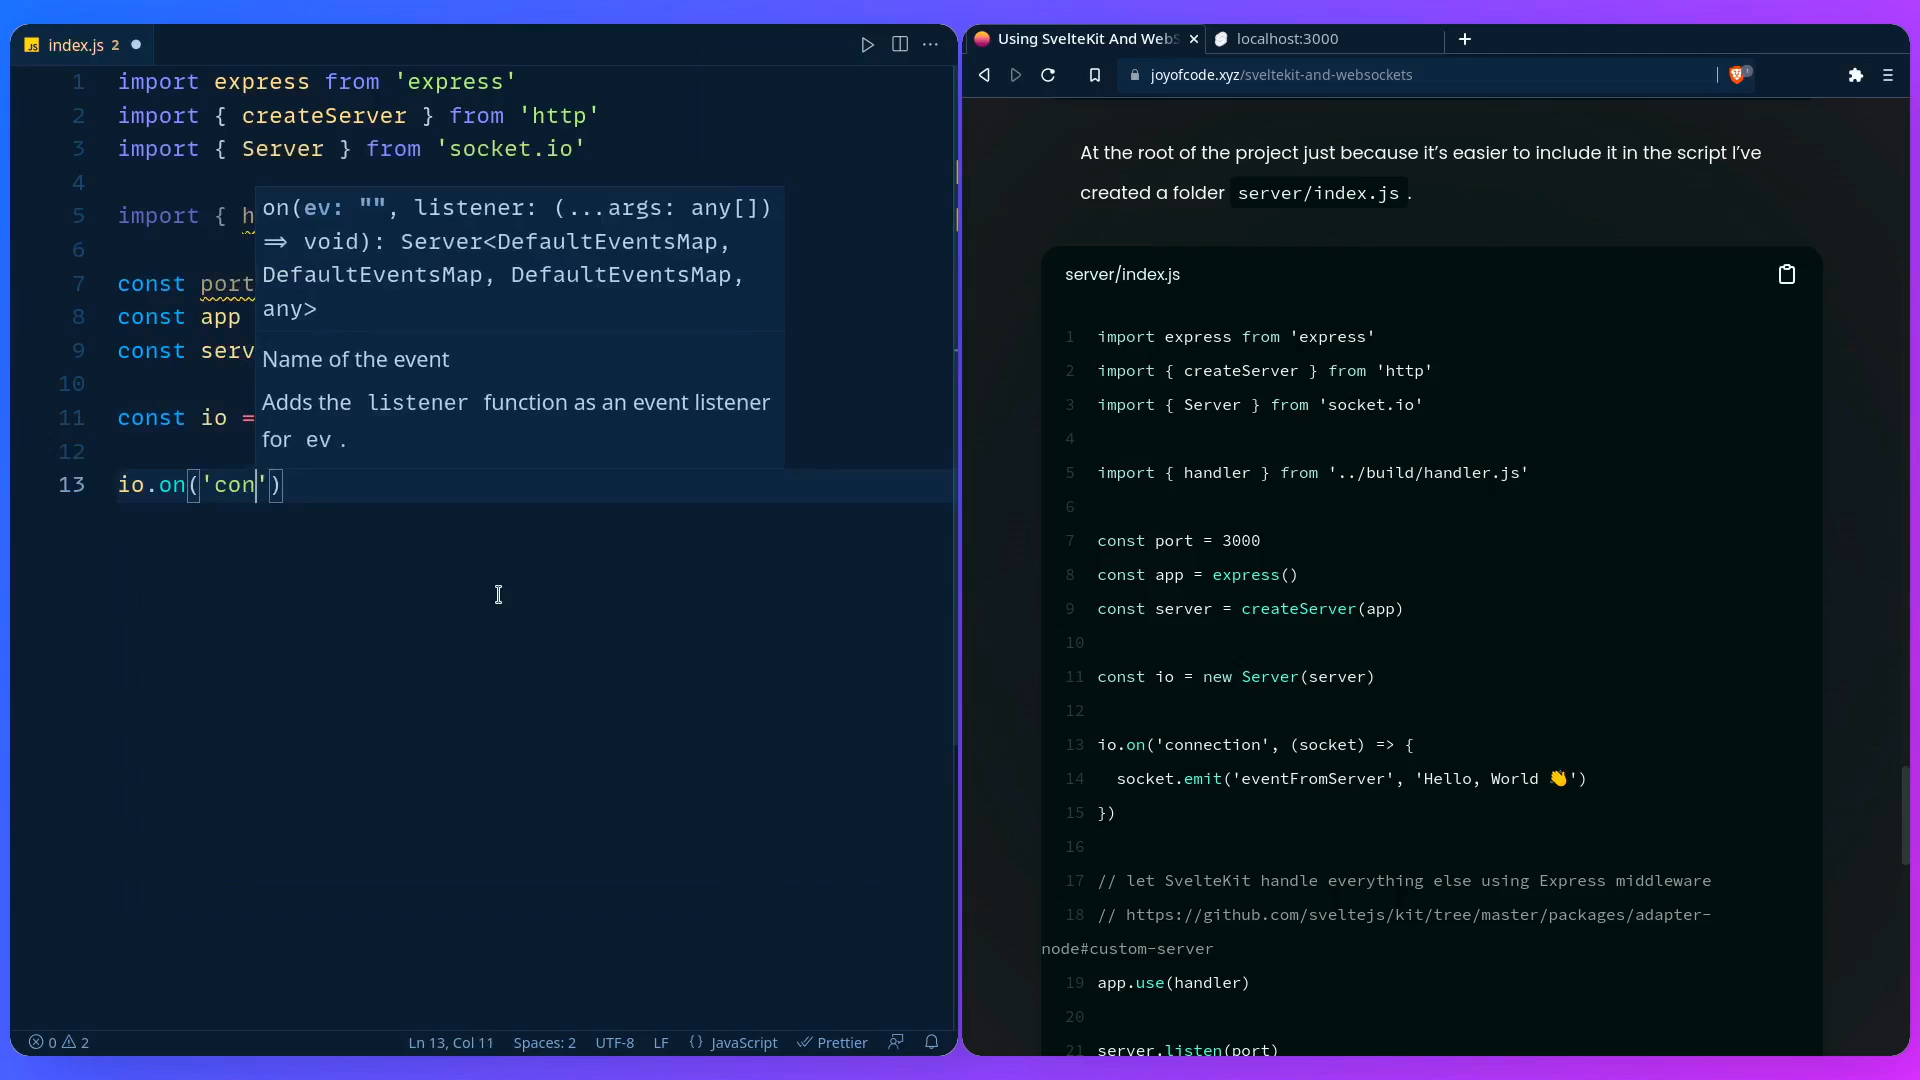 index.js 2
1 import express from 'express'
2 import { createServer } from 'http'
3 import { Server } from 'socket.io'
4
5 import { h
6
7 const port
8 const app
9 const serv
10
11 const io =
12
13 io.on('con')
on(ev: "", listener: (...args: any[])
=> void): Server<DefaultEventsMap,
DefaultEventsMap, DefaultEventsMap,
any>
Name of the event
Adds the listener function as an event listener
for ev .
0 2 Ln 13, Col 11 Spaces: 2 UTF-8 LF {} JavaScript Prettier
Using SvelteKit And WebS localhost:3000
joyofcode.xyz/sveltekit-and-websockets
At the root of the project just because it’s easier to include it in the script I’ve
created a folder server/index.js .
server/index.js
1 import express from 'express'
2 import { createServer } from 'http'
3 import { Server } from 'socket.io'
4
5 import { handler } from '../build/handler.js'
6
7 const port = 3000
8 const app = express()
9 const server = createServer(app)
10
11 const io = new Server(server)
12
13 io.on('connection', (socket) => {
14 socket.emit('eventFromServer', 'Hello, World 👋')
15 })
16
17 // let SvelteKit handle everything else using Express middleware
18 // https://github.com/sveltejs/kit/tree/master/packages/adapter-
node#custom-server
19 app.use(handler)
20
21 server.listen(port)